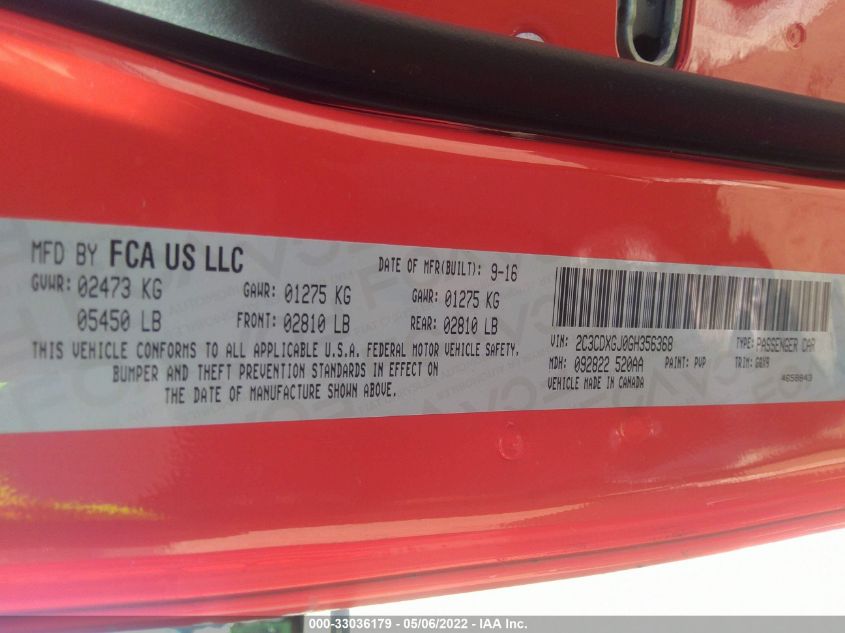 MFD BY FCA US LLC
DATE OF MFR(BUILT): 9-16
GVWR: 02473 KG GAWR: 01275 KG GAWR: 01275 KG
05450 LB FRONT: 02810 LB REAR: 02810 LB
THIS VEHICLE CONFORMS TO ALL APPLICABLE U.S.A. FEDERAL MOTOR VEHICLE SAFETY,
BUMPER AND THEFT PREVENTION STANDARDS IN EFFECT ON
THE DATE OF MANUFACTURE SHOWN ABOVE.
VIN: 2C3CDXGJ0GH356368 TYPE: PASSENGER CAR
MDH: 092822 520AA PAINT: PVP TRIM: GBX9
VEHICLE MADE IN CANADA 4658843
000-33036179 - 05/06/2022 - IAA Inc.